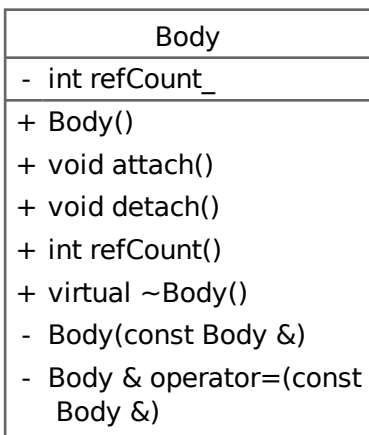 Body
- int refCount_
+ Body()
+ void attach()
+ void detach()
+ int refCount()
+ virtual ~Body()
- Body(const Body &)
- Body & operator=(const
Body &)